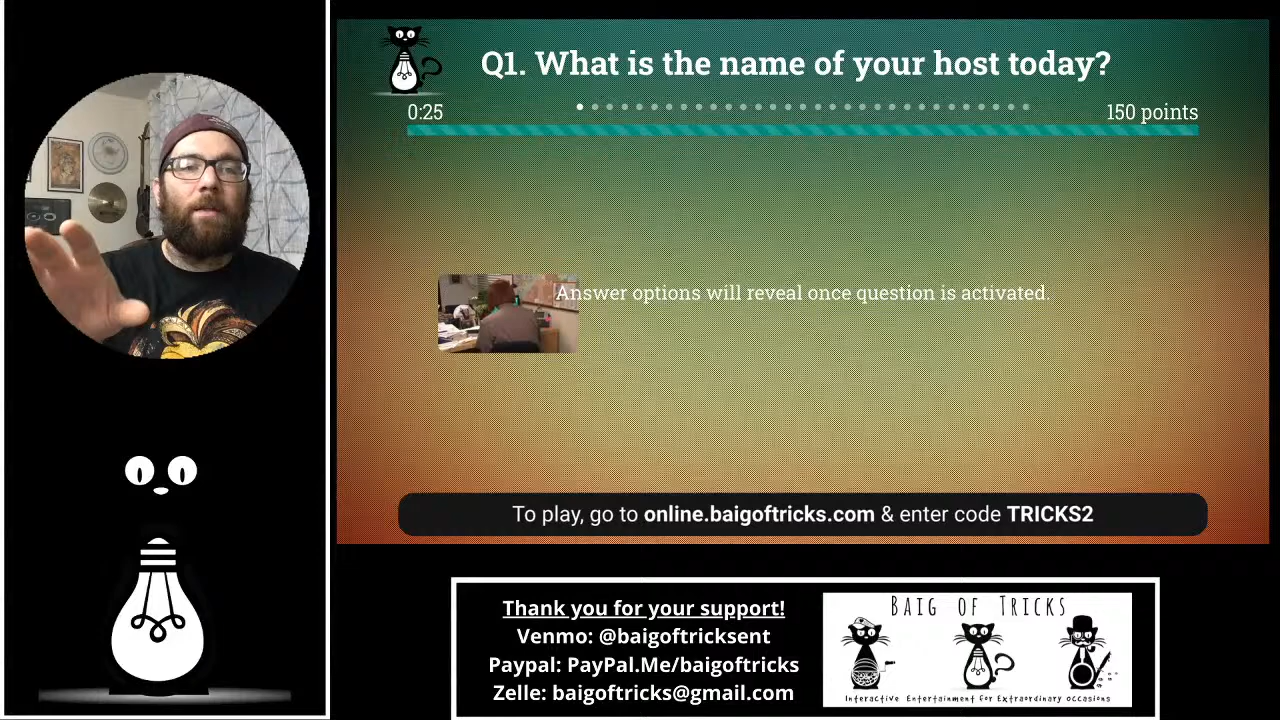 Q1. What is the name of your host today?
0:25
150 points
Answer options will reveal once question is activated.
To play, go to online.baigoftricks.com & enter code TRICKS2
Thank you for your support!
Venmo: @baigoftricksent
Paypal: PayPal.Me/baigoftricks
Zelle: baigoftricks@gmail.com
BAIG OF TRICKS
Interactive Entertainment for Extraordinary occasions